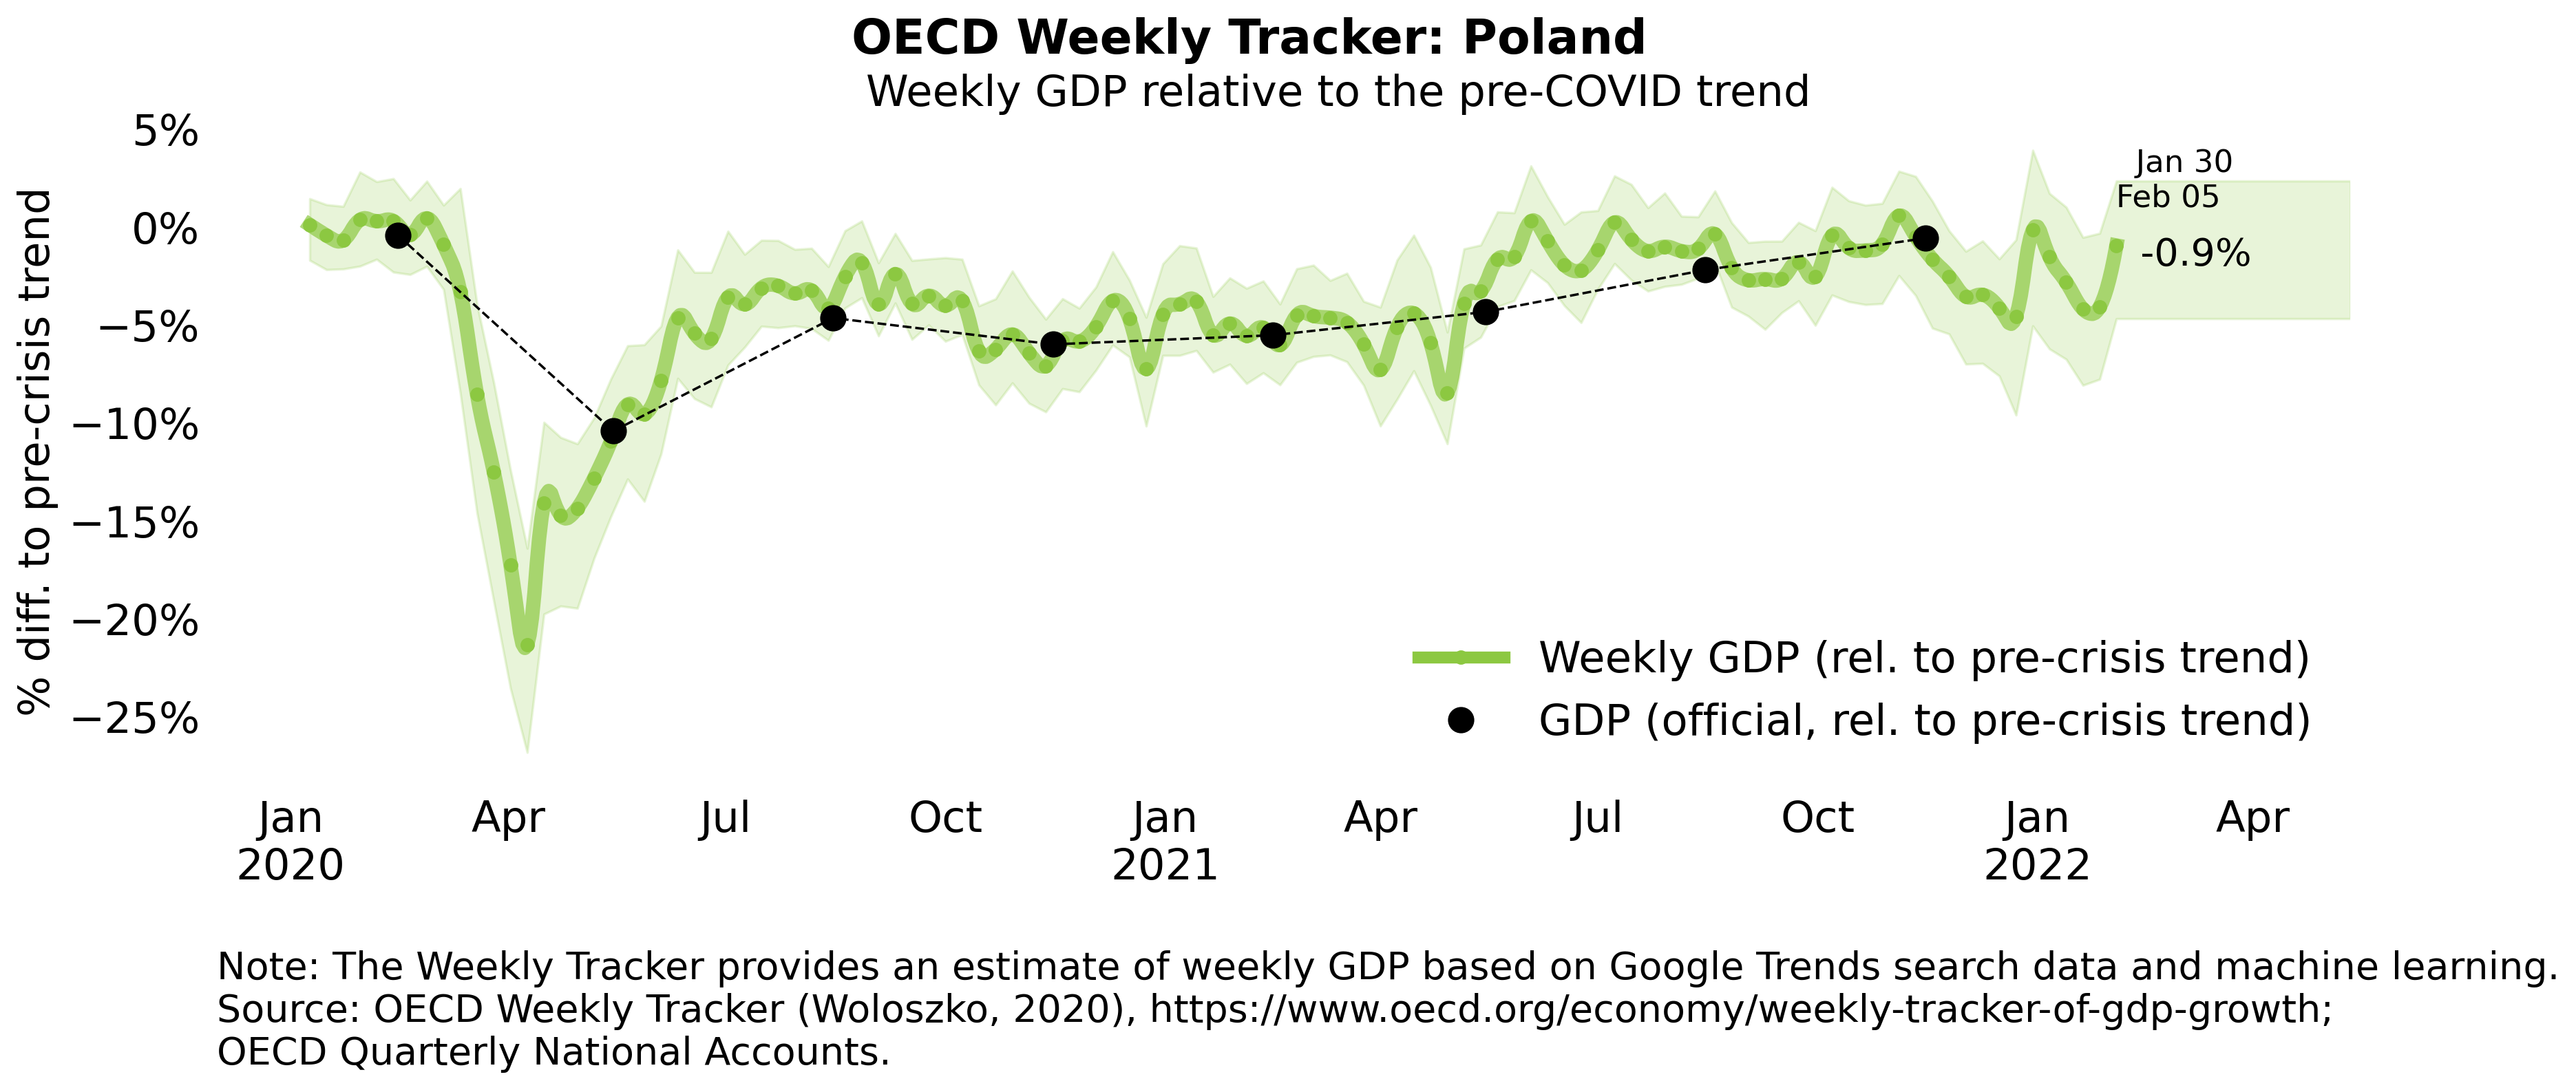 OECD Weekly Tracker: Poland
Weekly GDP relative to the pre-COVID trend
% diff. to pre-crisis trend
5%
0%
−5%
−10%
−15%
−20%
−25%
Jan 30
Feb 05
-0.9%
Weekly GDP (rel. to pre-crisis trend)
GDP (official, rel. to pre-crisis trend)
Jan Apr Jul Oct Jan Apr Jul Oct Jan Apr
2020 2021 2022
Note: The Weekly Tracker provides an estimate of weekly GDP based on Google Trends search data and machine learning.
Source: OECD Weekly Tracker (Woloszko, 2020), https://www.oecd.org/economy/weekly-tracker-of-gdp-growth;
OECD Quarterly National Accounts.